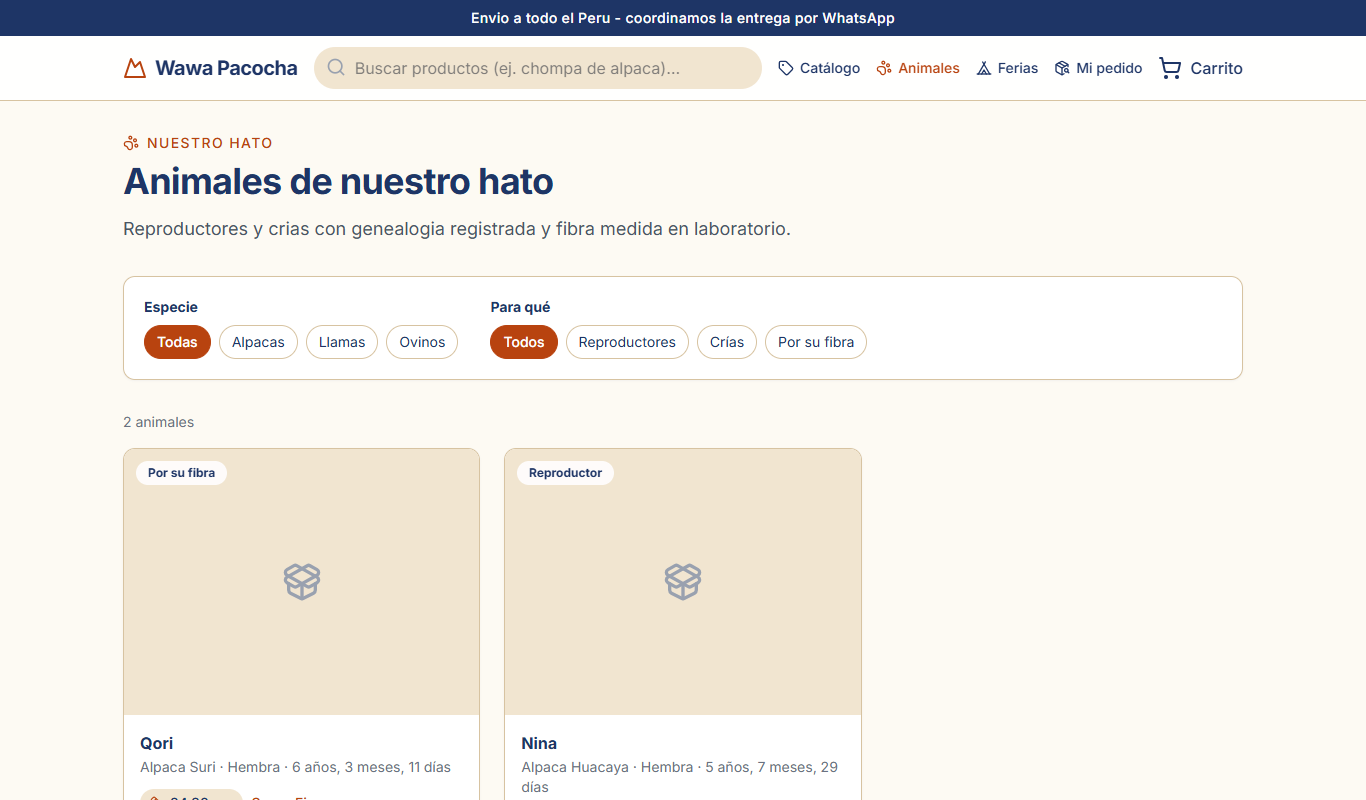 Envio a todo el Peru - coordinamos la entrega por WhatsApp
Wawa Pacocha
Buscar productos (ej. chompa de alpaca)...
Catálogo
Animales
Ferias
Mi pedido
Carrito
NUESTRO HATO
Animales de nuestro hato
Reproductores y crias con genealogia registrada y fibra medida en laboratorio.
Especie
Todas
Alpacas
Llamas
Ovinos
Para qué
Todos
Reproductores
Crías
Por su fibra
2 animales
Por su fibra
Qori
Alpaca Suri · Hembra · 6 años, 3 meses, 11 días
Reproductor
Nina
Alpaca Huacaya · Hembra · 5 años, 7 meses, 29
días